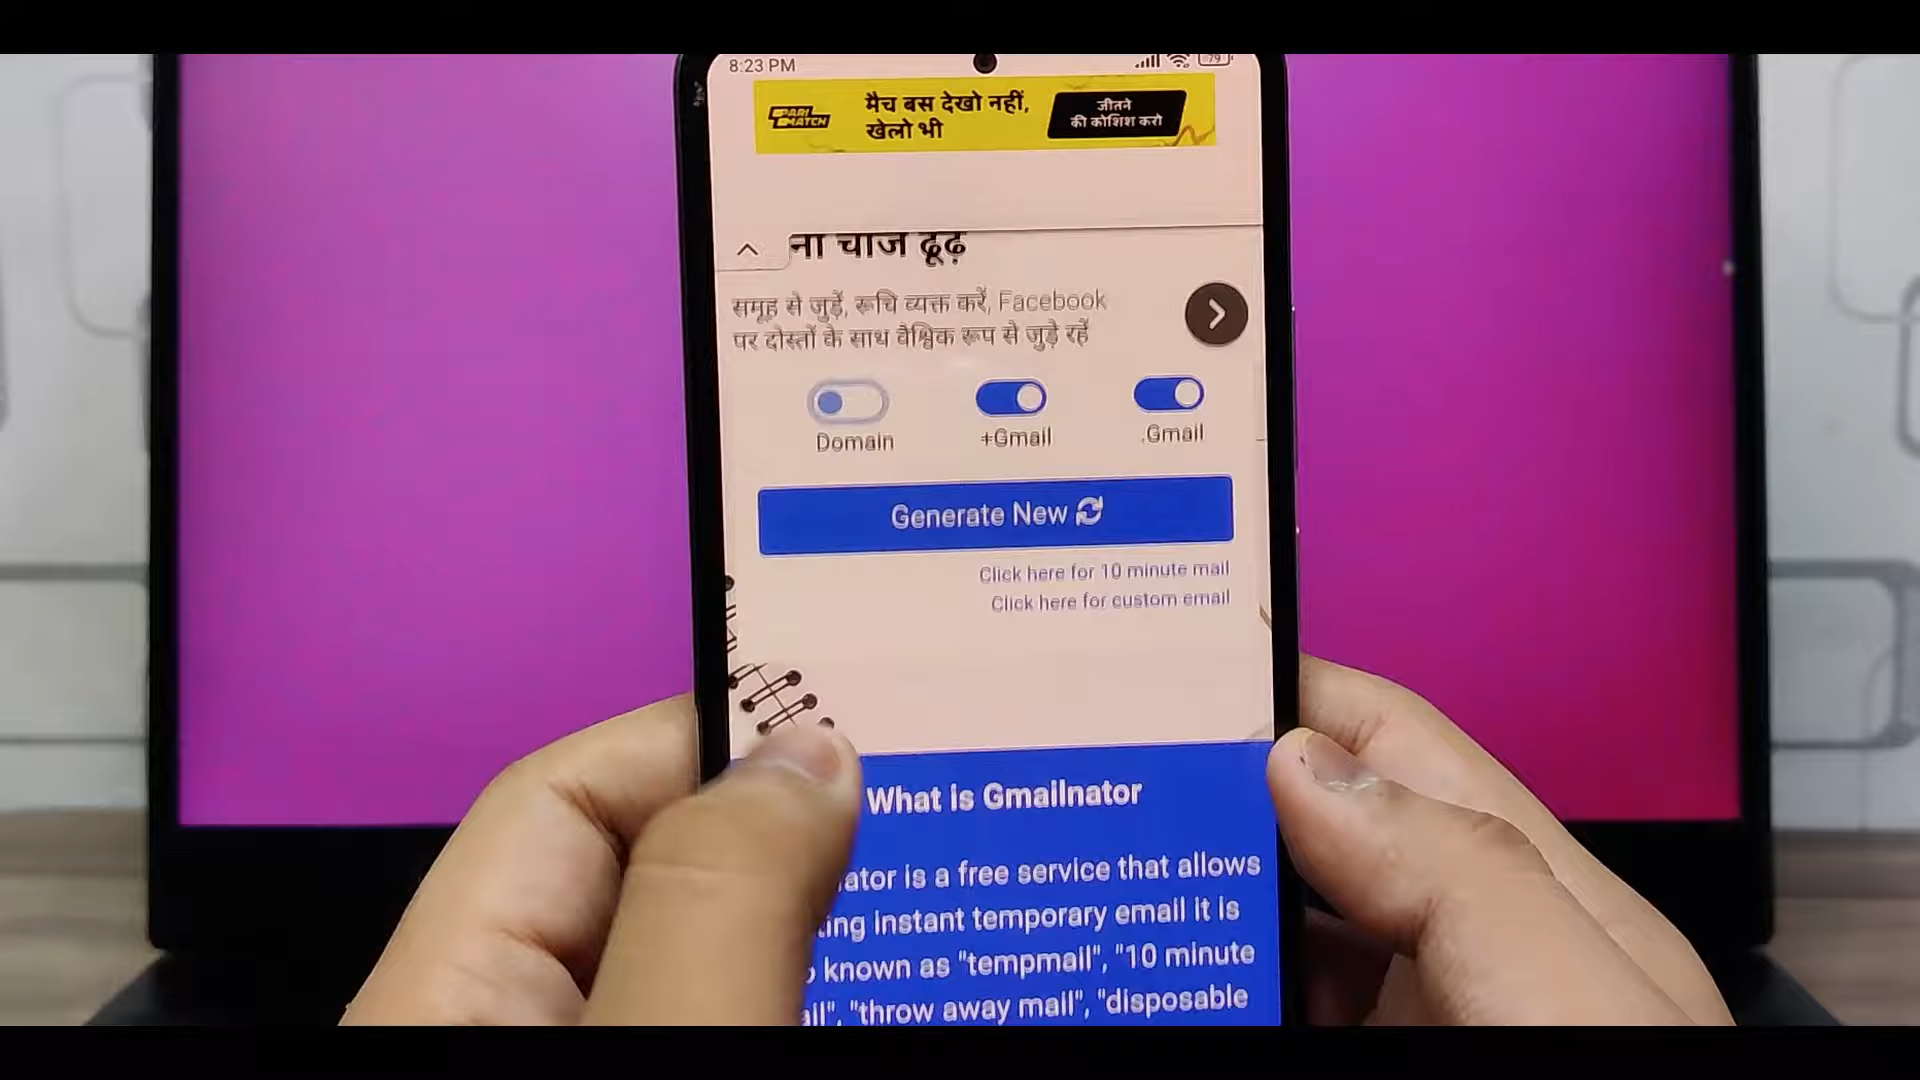 8:23 PM
79
PARI MATCH
मैच बस देखो नहीं,
खेलो भी
जीतने
की कोशिश करो
ना चाज ढूढ़
समूह से जुड़ें, रूचि व्यक्त करें, Facebook
पर दोस्तों के साथ वैश्विक रूप से जुड़े रहें
Domain
+Gmail
.Gmail
Generate New
Click here for 10 minute mail
Click here for custom email
What is Gmailnator
ator is a free service that allows
ing instant temporary email it is
known as "tempmail", "10 minute
ail", "throw away mail", "disposable